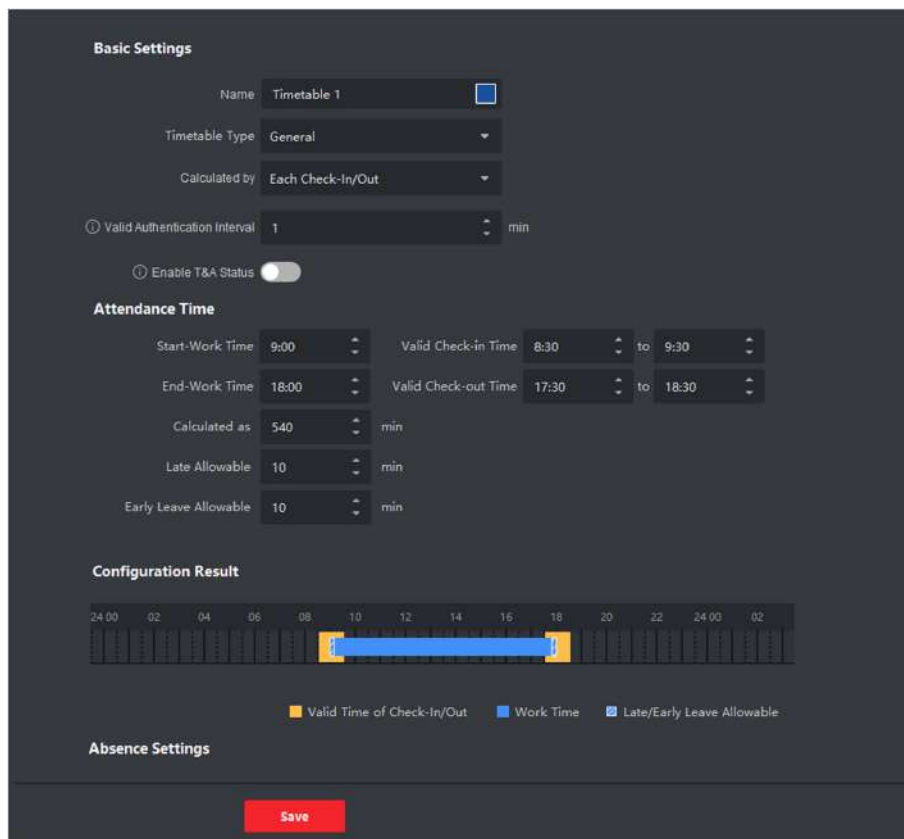 Basic Settings
Name Timetable 1
Timetable Type General
Calculated by Each Check-In/Out
Valid Authentication Interval 1 min
Enable T&A Status
Attendance Time
Start-Work Time 9:00 Valid Check-in Time 8:30 to 9:30
End-Work Time 18:00 Valid Check-out Time 17:30 to 18:30
Calculated as 540 min
Late Allowable 10 min
Early Leave Allowable 10 min
Configuration Result
24 00 02 04 06 08 10 12 14 16 18 20 22 24 00 02
Valid Time of Check-In/Out Work Time Late/Early Leave Allowable
Absence Settings
Save